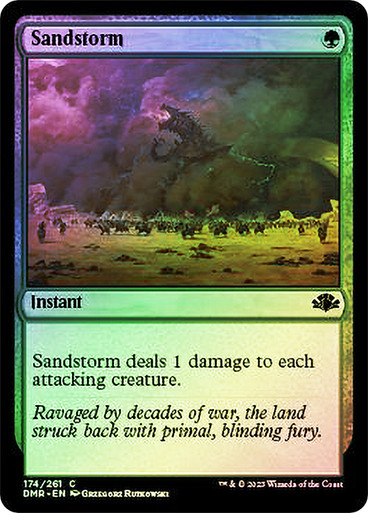 Sandstorm
Instant
Sandstorm deals 1 damage to each
attacking creature.
Ravaged by decades of war, the land
struck back with primal, blinding fury.
174/261 C
DMR • EN Grzegorz Rutkowski
™ & © 2023 Wizards of the Coast